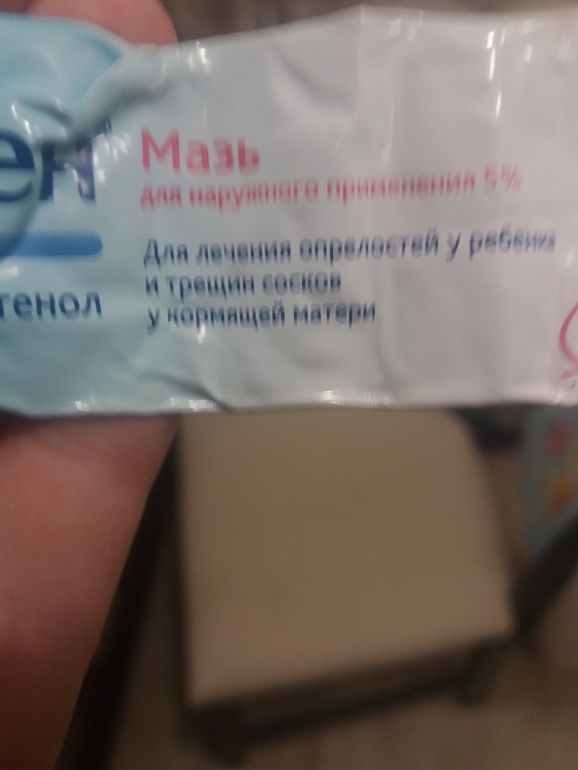 ен
Мазь
для наружного применения 5%
Для лечения опрелостей у ребенка
и трещин сосков
тенол
у кормящей матери